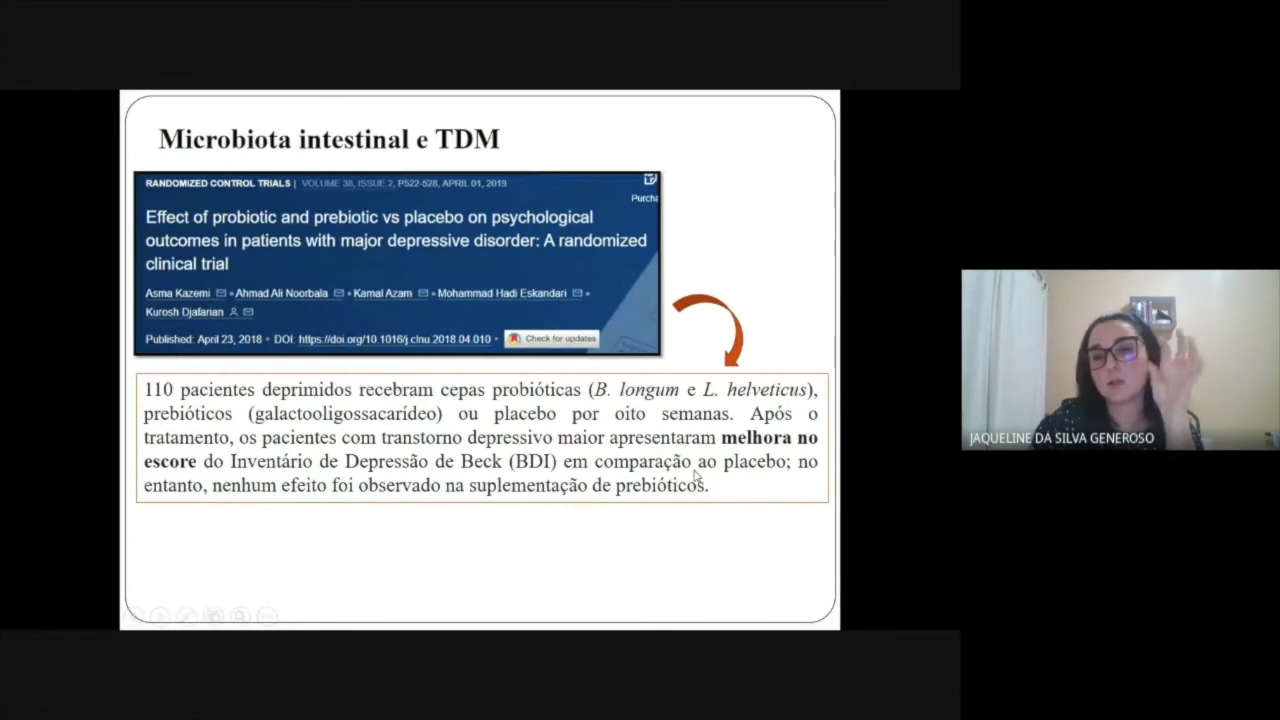 Microbiota intestinal e TDM
RANDOMIZED CONTROL TRIALS | VOLUME 38, ISSUE 2, P522-528, APRIL 01, 2019
Purcha
Effect of probiotic and prebiotic vs placebo on psychological
outcomes in patients with major depressive disorder: A randomized
clinical trial
Asma Kazemi • Ahmad Ali Noorbala • Kamal Azam • Mohammad Hadi Eskandari •
Kurosh Djafarian
Published: April 23, 2018 • DOI: https://doi.org/10.1016/j.clnu.2018.04.010 • Check for updates
110 pacientes deprimidos recebram cepas probióticas (B. longum e L. helveticus),
prebióticos (galactooligossacarídeo) ou placebo por oito semanas. Após o
tratamento, os pacientes com transtorno depressivo maior apresentaram melhora no
escore do Inventário de Depressão de Beck (BDI) em comparação ao placebo; no
entanto, nenhum efeito foi observado na suplementação de prebióticos.
JAQUELINE DA SILVA GENEROSO